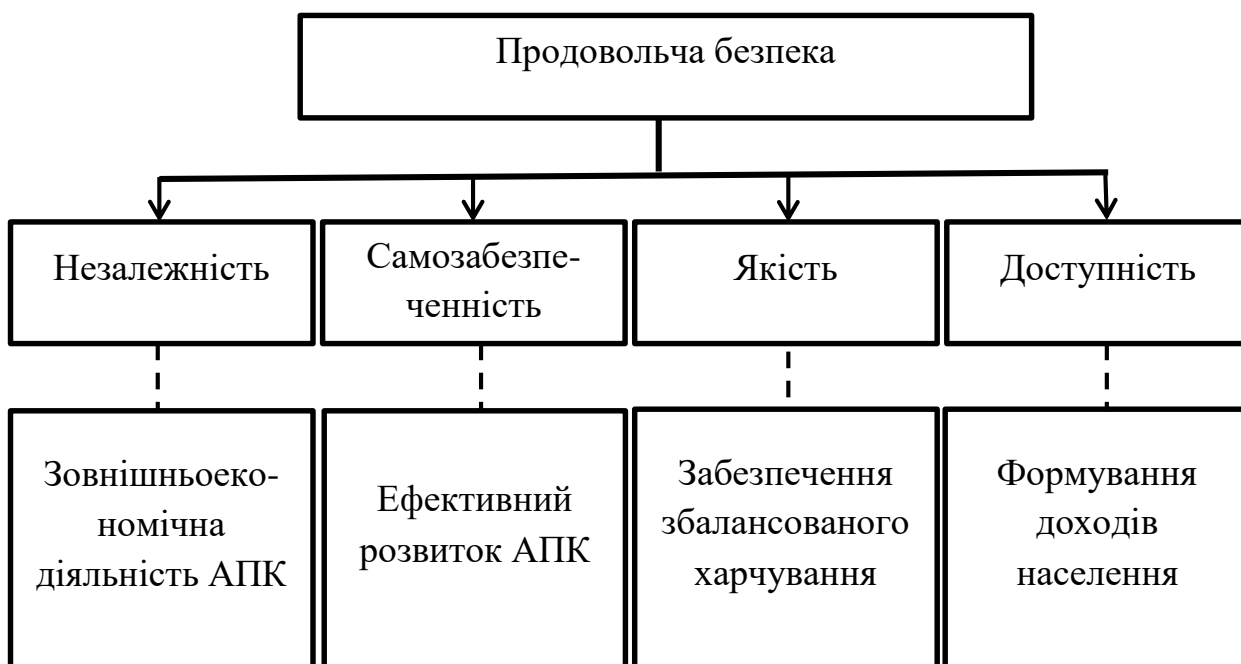 Продовольча безпека
Незалежність
Самозабезпе-
ченність
Якість
Доступність
Зовнішньоеко-
номічна
діяльність АПК
Ефективний
розвиток АПК
Забезпечення
збалансованого
харчування
Формування
доходів
населення